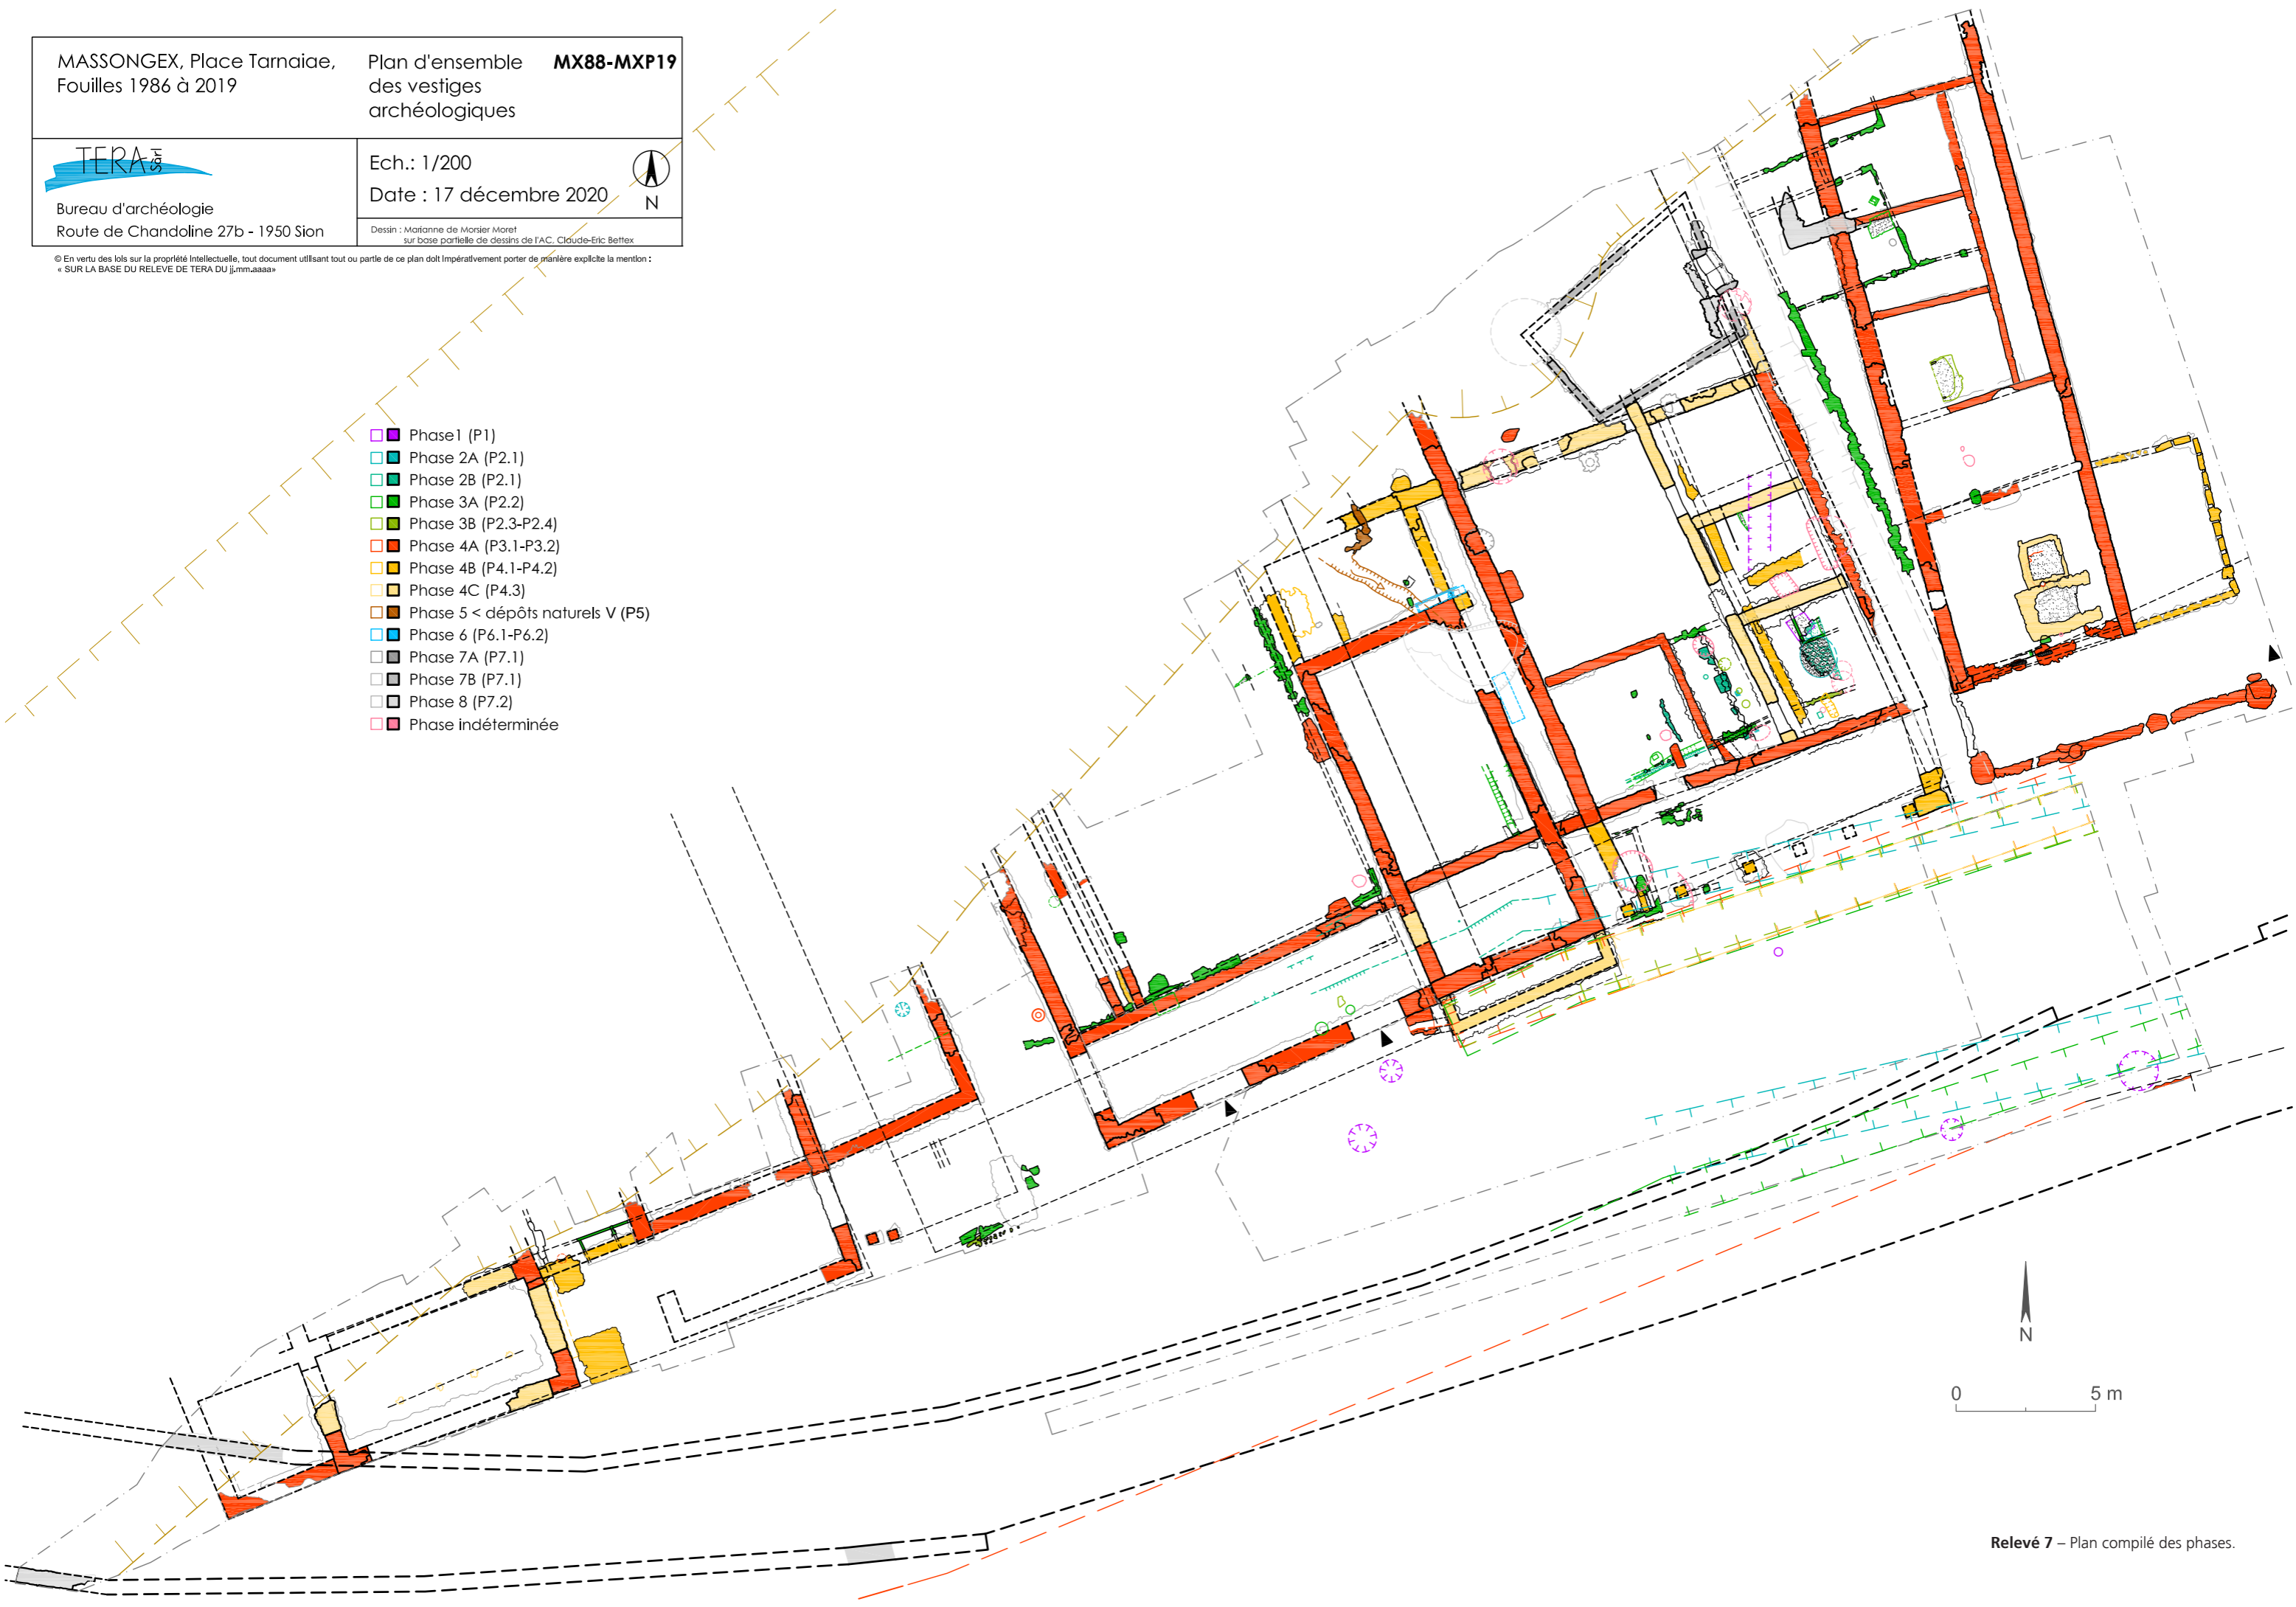 MASSONGEX, Place Tarnaiae,
Fouilles 1986 à 2019
Plan d'ensemble
des vestiges
archéologiques
MX88-MXP19
TERA Sàrl
Bureau d'archéologie
Route de Chandoline 27b - 1950 Sion
Ech.: 1/200
Date : 17 décembre 2020
N
Dessin : Marianne de Morsier Moret
sur base partielle de dessins de l'AC, Claude-Eric Bettex
© En vertu des lois sur la propriété intellectuelle, tout document utilisant tout ou partie de ce plan doit impérativement porter de manière explicite la mention :
« SUR LA BASE DU RELEVE DE TERA DU jj.mm.aaaa»
Phase1 (P1)
Phase 2A (P2.1)
Phase 2B (P2.1)
Phase 3A (P2.2)
Phase 3B (P2.3-P2.4)
Phase 4A (P3.1-P3.2)
Phase 4B (P4.1-P4.2)
Phase 4C (P4.3)
Phase 5 < dépôts naturels V (P5)
Phase 6 (P6.1-P6.2)
Phase 7A (P7.1)
Phase 7B (P7.1)
Phase 8 (P7.2)
Phase indéterminée
N
0 5 m
Relevé 7 – Plan compilé des phases.